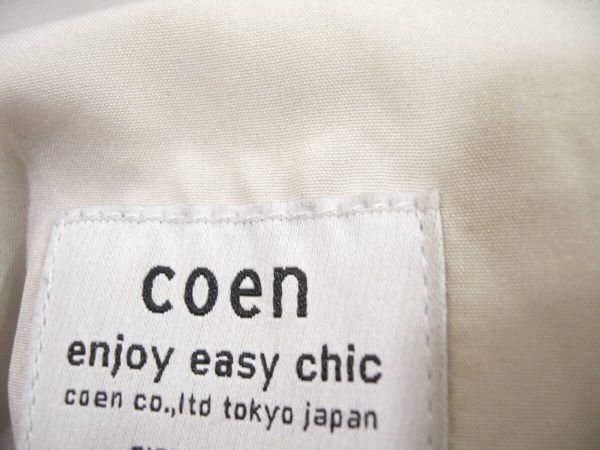 coen
enjoy easy chic
coen co.,ltd tokyo japan